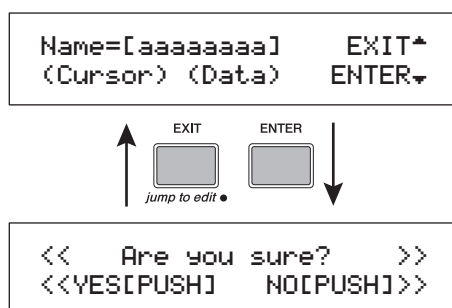 Name=[aaaaaaaa] EXIT▲
(Cursor) (Data) ENTER▼
EXIT ENTER
jump to edit ●
<< Are you sure? >>
<<YES[PUSH] NO[PUSH]>>